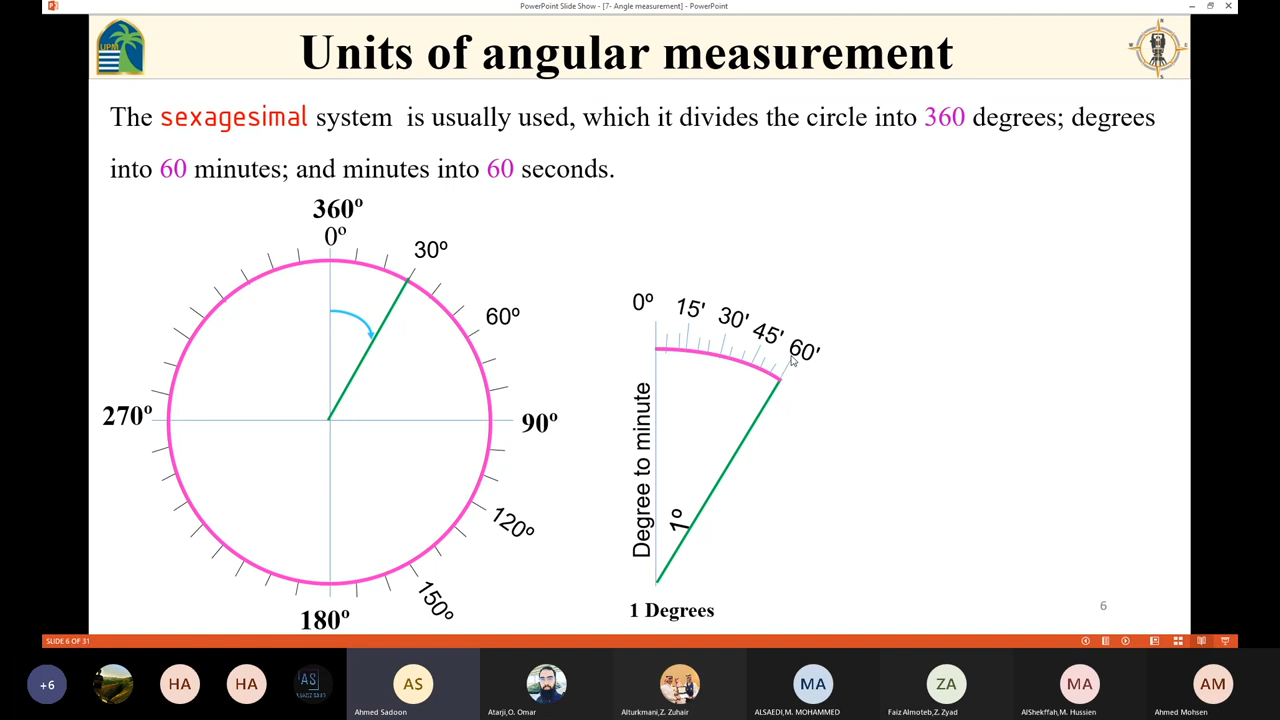 PowerPoint Slide Show - [7- Angle measurement] - PowerPoint
UPM
Units of angular measurement
N
W E
S
The sexagesimal system is usually used, which it divides the circle into 360 degrees; degrees
into 60 minutes; and minutes into 60 seconds.
360º
0º
30º
60º
270º
90º
120º
150º
180º
0º
15'
30'
45'
60'
Degree to minute
1º
1 Degrees
6
SLIDE 6 OF 31
+6
HA
HA
AS
AS
MA
ZA
MA
AM
Ahmed Sadoon
Atarji,O. Omar
Alturkmani,Z. Zuhair
ALSAEDI,M. MOHAMMED
Faiz Almoteb,Z. Zyad
AlShekffah,M. Hussien
Ahmed Mohsen